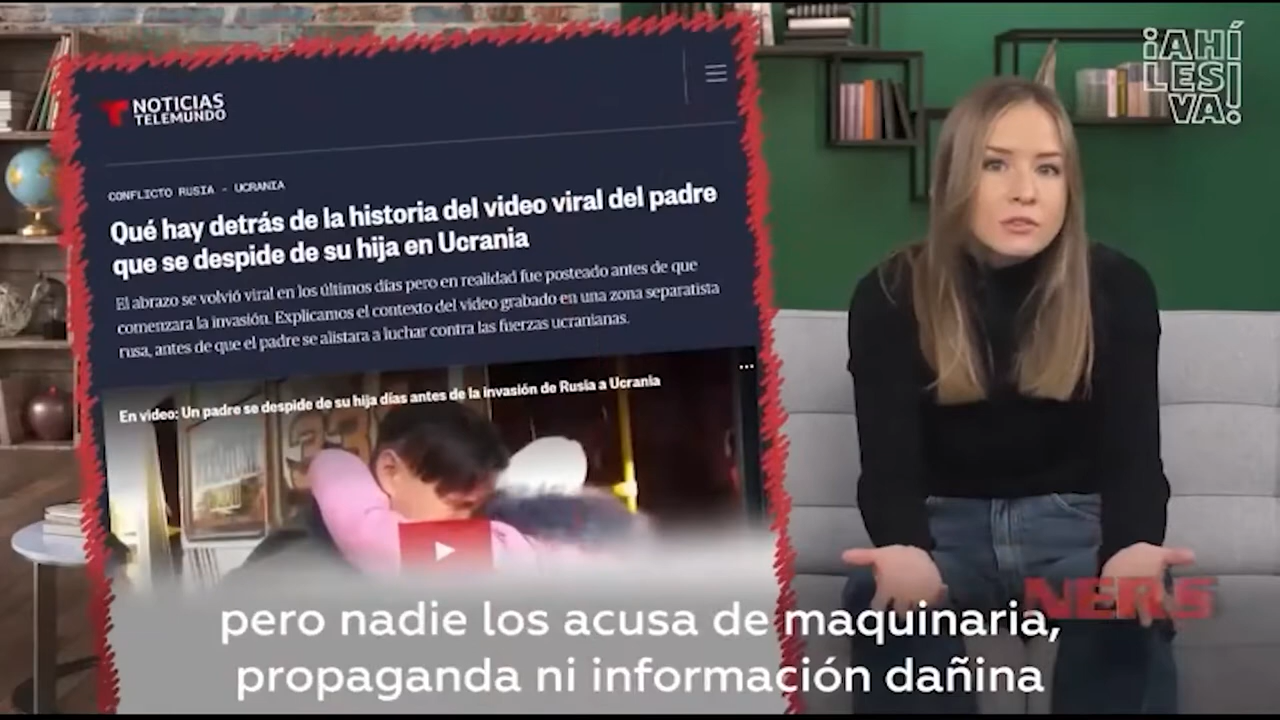 ¡AHÍ
LES
VA!
NOTICIAS
TELEMUNDO
CONFLICTO RUSIA - UCRANIA
Qué hay detrás de la historia del video viral del padre
que se despide de su hija en Ucrania
El abrazo se volvió viral en los últimos días pero en realidad fue posteado antes de que
comenzara la invasión. Explicamos el contexto del video grabado en una zona separatista
rusa, antes de que el padre se alistara a luchar contra las fuerzas ucranianas.
En video: Un padre se despide de su hija días antes de la invasión de Rusia a Ucrania
33
NERS
pero nadie los acusa de maquinaria,
propaganda ni información dañina